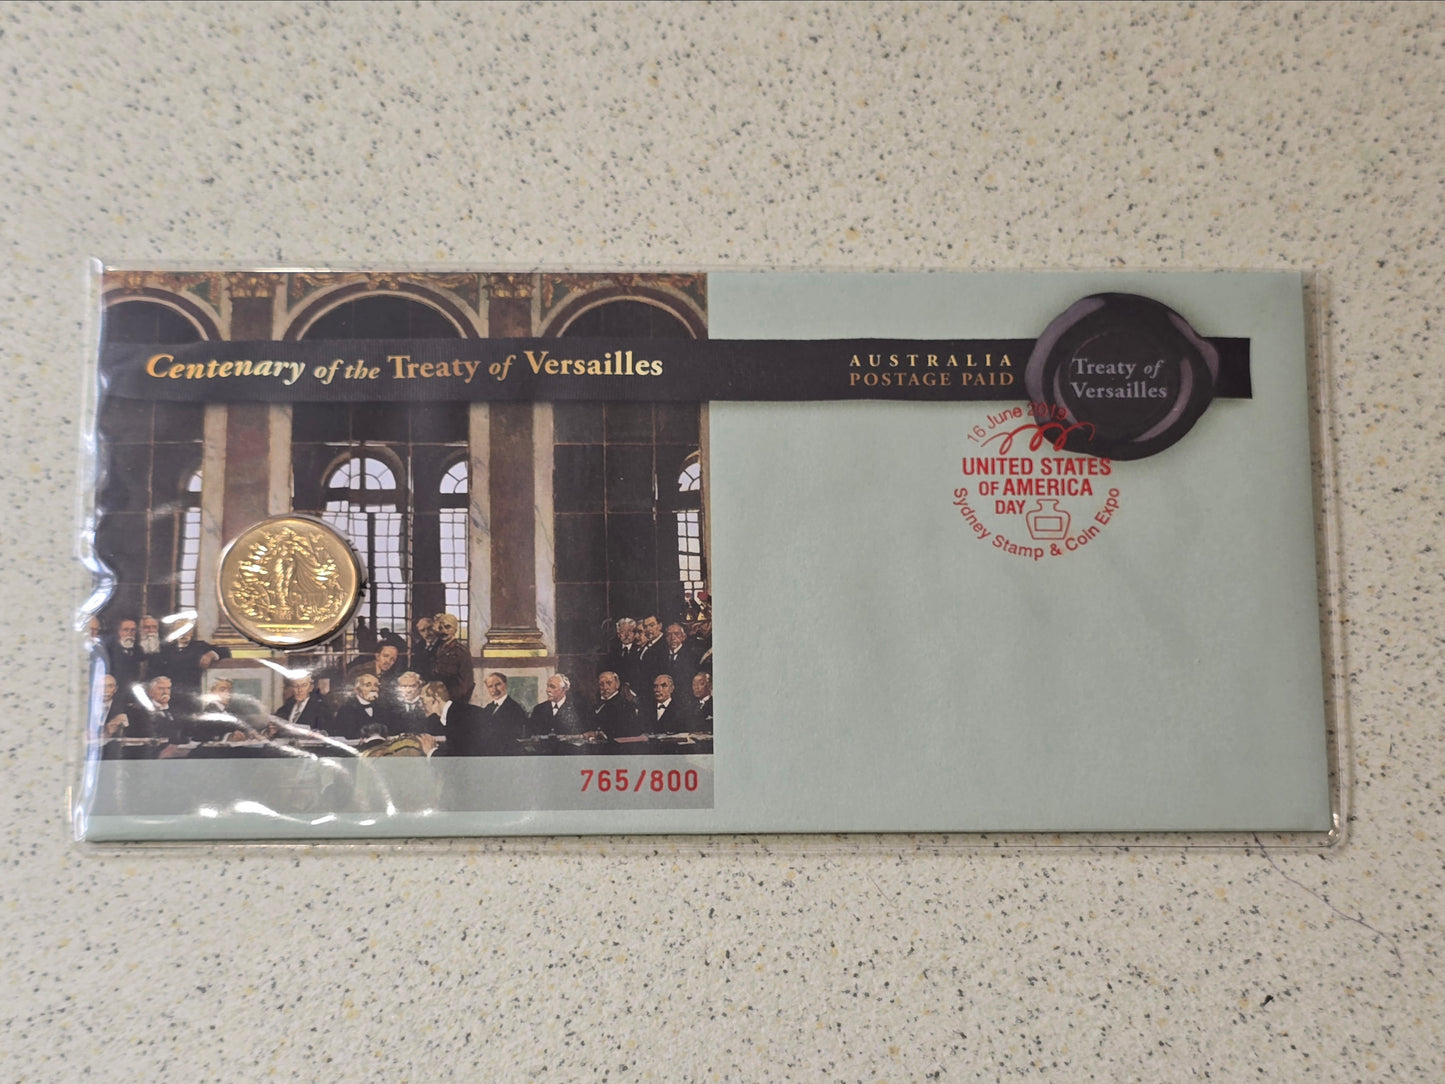 Centenary of the Treaty of Versailles
AUSTRALIA
POSTAGE PAID
Treaty of
Versailles
16 June 2019
UNITED STATES
OF AMERICA
DAY
Sydney Stamp & Coin Expo
765/800